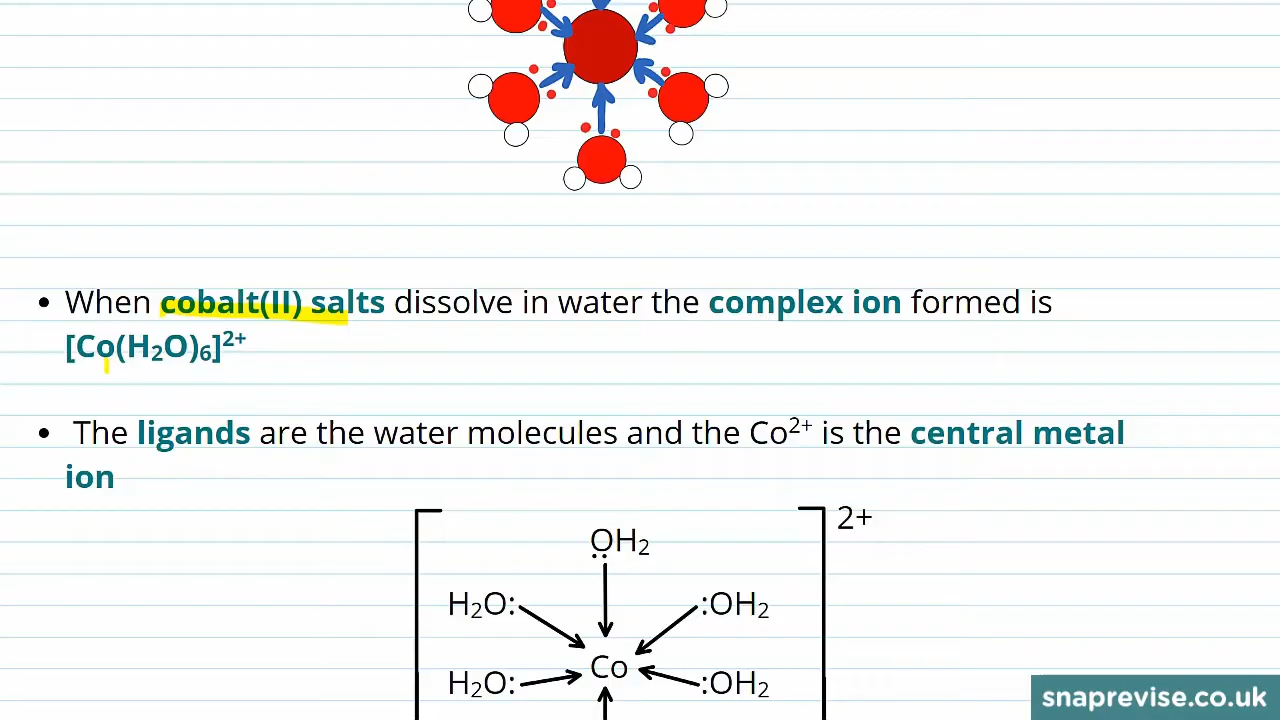 • When cobalt(II) salts dissolve in water the complex ion formed is
[Co(H₂O)₆]²⁺
• The ligands are the water molecules and the Co²⁺ is the central metal
ion
2+
OH₂
H₂O: :OH₂
Co
H₂O: :OH₂
snaprevise.co.uk